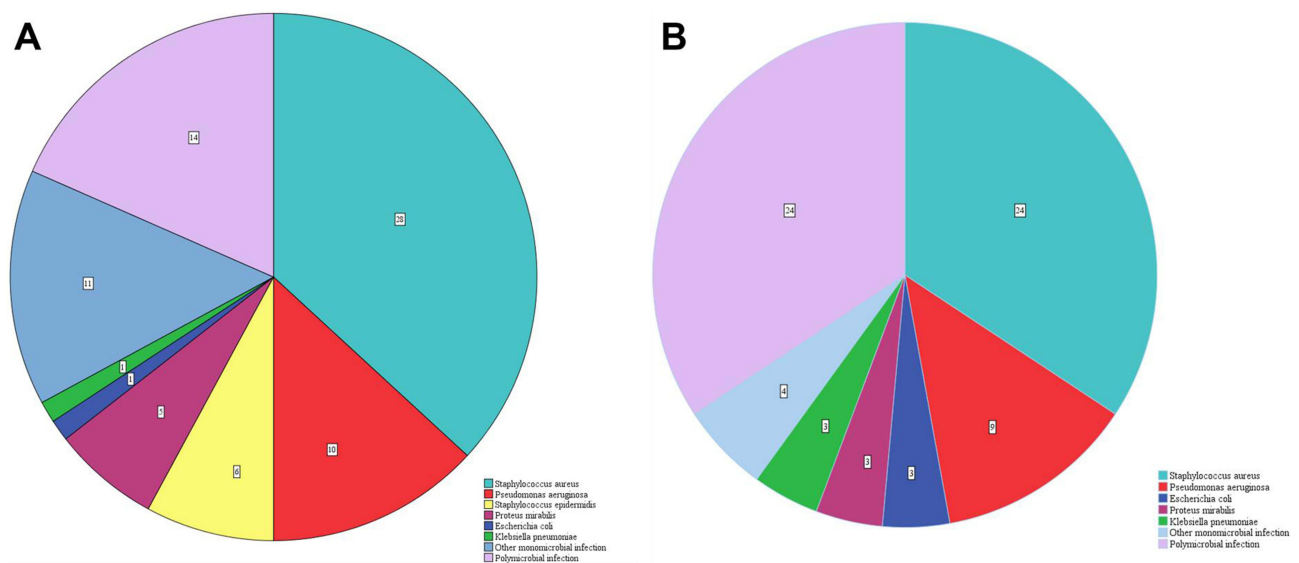 A
14
28
11
1
1
5
6
10
Staphylococcus aureus
Pseudomonas aeruginosa
Staphylococcus epidermidis
Proteus mirabilis
Escherichia coli
Klebsiella pneumoniae
Other monomicrobial infection
Polymicrobial infection
B
24
24
4
3
3
3
9
Staphylococcus aureus
Pseudomonas aeruginosa
Escherichia coli
Proteus mirabilis
Klebsiella pneumoniae
Other monomicrobial infection
Polymicrobial infection